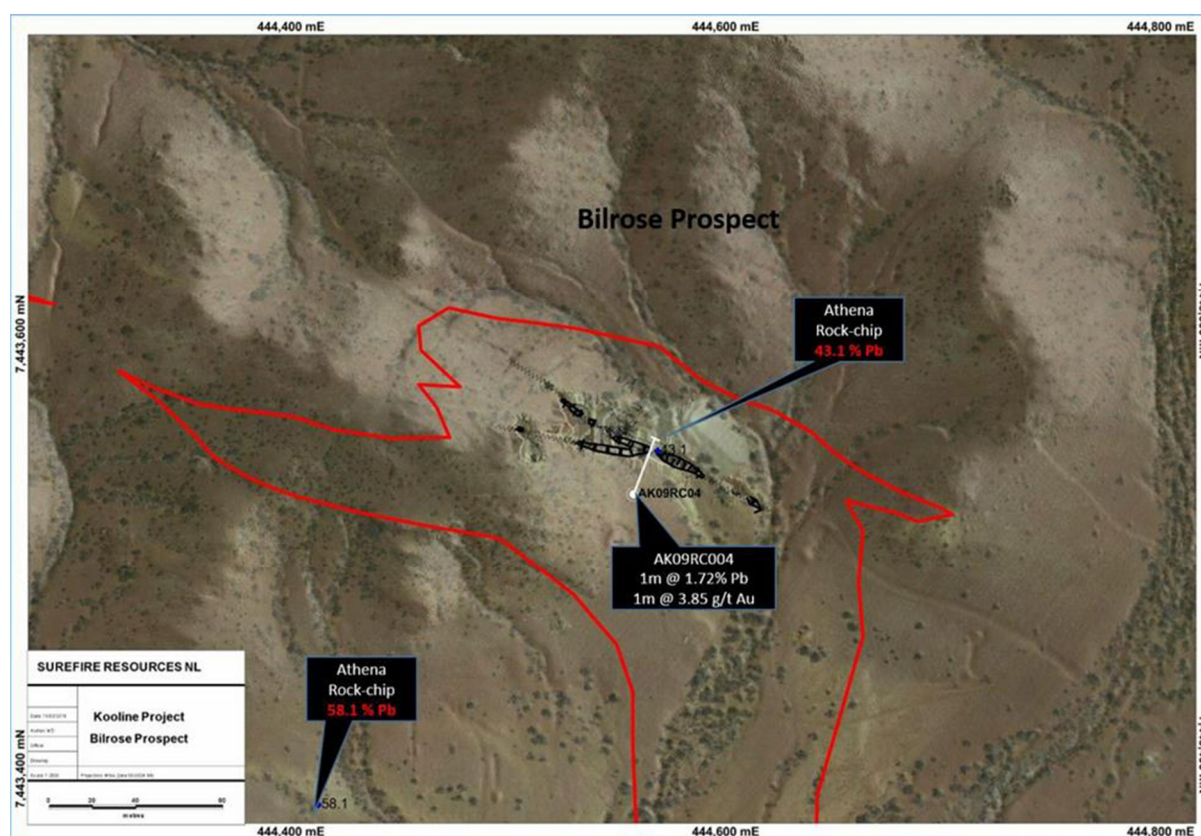 444,400 mE
444,600 mE
444,800 mE
Bilrose Prospect
7,443,600 mN
Athena
Rock-chip
43.1 % Pb
43.1
AK09RC04
AK09RC004
1m @ 1.72% Pb
1m @ 3.85 g/t Au
SUREFIRE RESOURCES NL
Athena
Rock-chip
58.1 % Pb
Kooline Project
Bilrose Prospect
7,443,400 mN
0 20 40 80
metres
58.1
444,400 mE
444,600 mE
444,800 mE